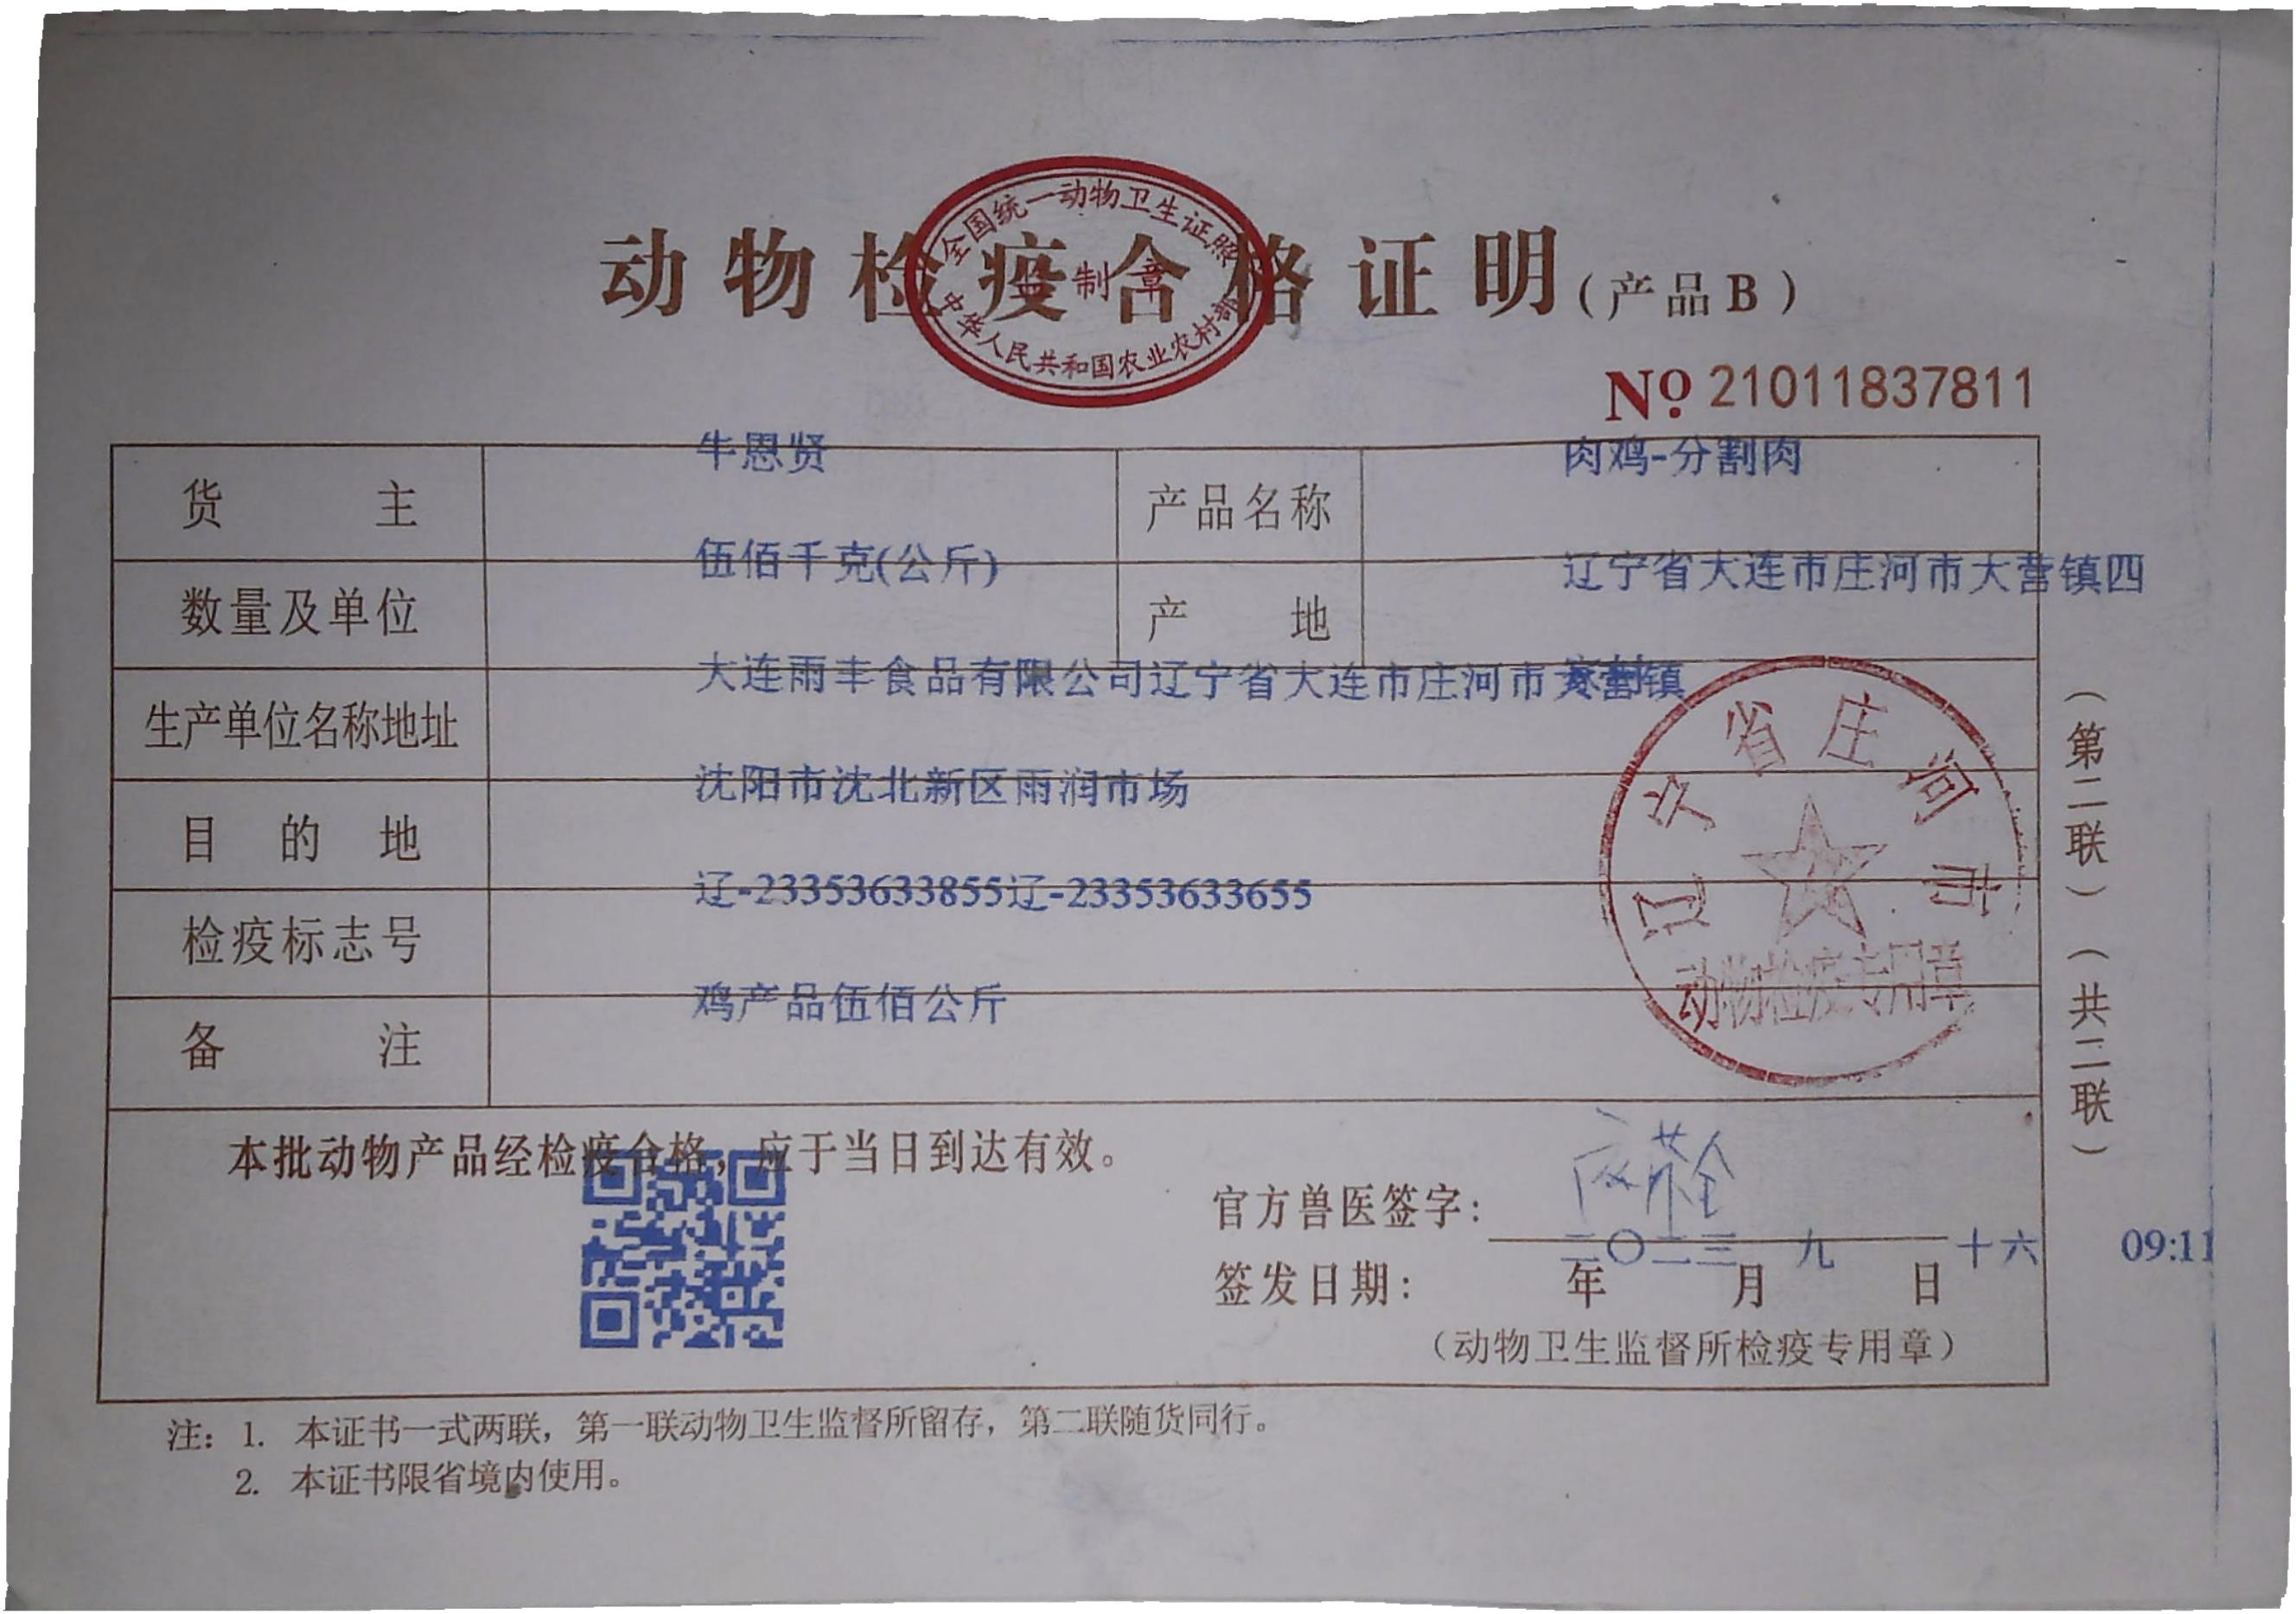 全国统一动物卫生证照
监制章
中华人民共和国农业农村部
动物检疫合格证明(产品B)
№ 21011837811
货主 牛恩贤 产品名称 肉鸡-分割肉
数量及单位 伍佰千克(公斤) 产地 辽宁省大连市庄河市大营镇四
生产单位名称地址 大连雨丰食品有限公司辽宁省大连市庄河市大营镇
目的地 沈阳市沈北新区雨润市场
检疫标志号 辽-23353633855辽-23353633655
备注 鸡产品伍佰公斤
辽宁省庄河市
动物检疫专用章
本批动物产品经检疫合格，应于当日到达有效。
官方兽医签字：
签发日期： 二〇二三年 九月 十六日 09:11
（动物卫生监督所检疫专用章）
（第二联）（共二联）
注：1. 本证书一式两联，第一联动物卫生监督所留存，第二联随货同行。
2. 本证书限省境内使用。